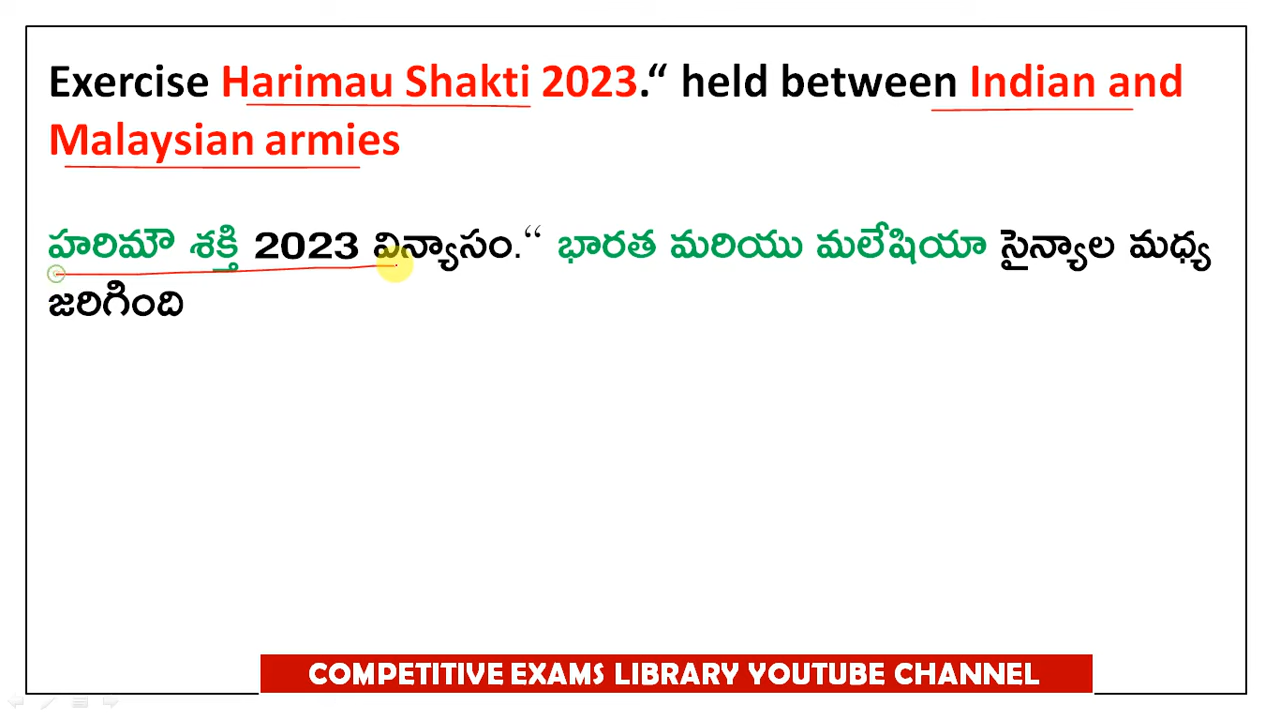 Exercise Harimau Shakti 2023.“ held between Indian and
Malaysian armies
హరిమౌ శక్తి 2023 విన్యాసం.“ భారత మరియు మలేషియా సైన్యాల మధ్య
జరిగింది
COMPETITIVE EXAMS LIBRARY YOUTUBE CHANNEL